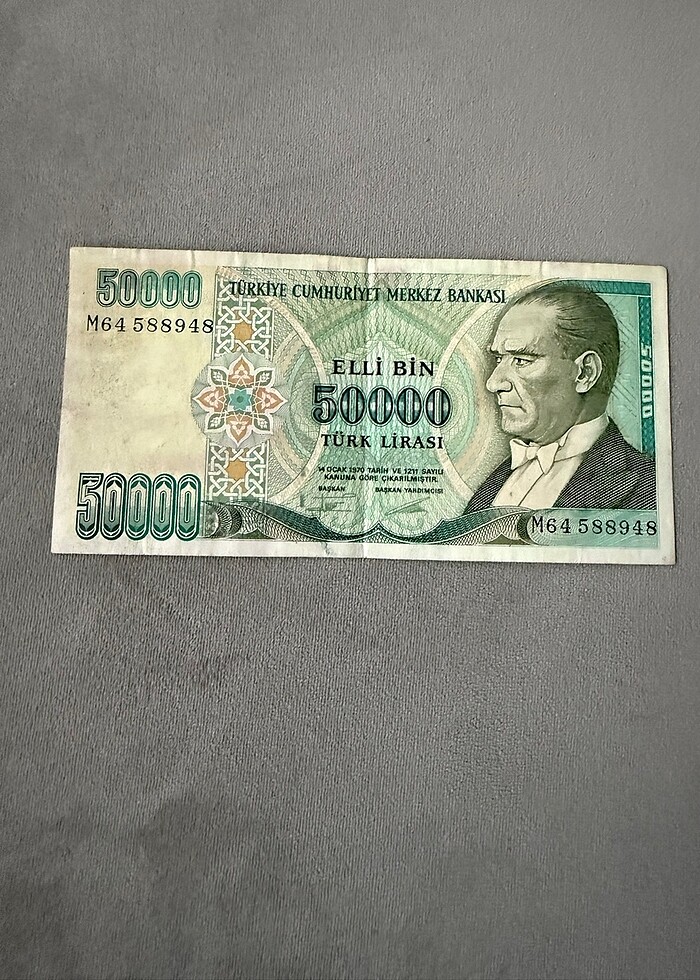 50000
TÜRKİYE CUMHURİYET MERKEZ BANKASI
M64 588948
50000
ELLİ BİN
50000
TÜRK LİRASI
14 OCAK 1970 TARİH VE 1211 SAYILI
KANUNA GÖRE ÇIKARILMIŞTIR.
BAŞKAN BAŞKAN YARDIMCISI
50000
M64 588948